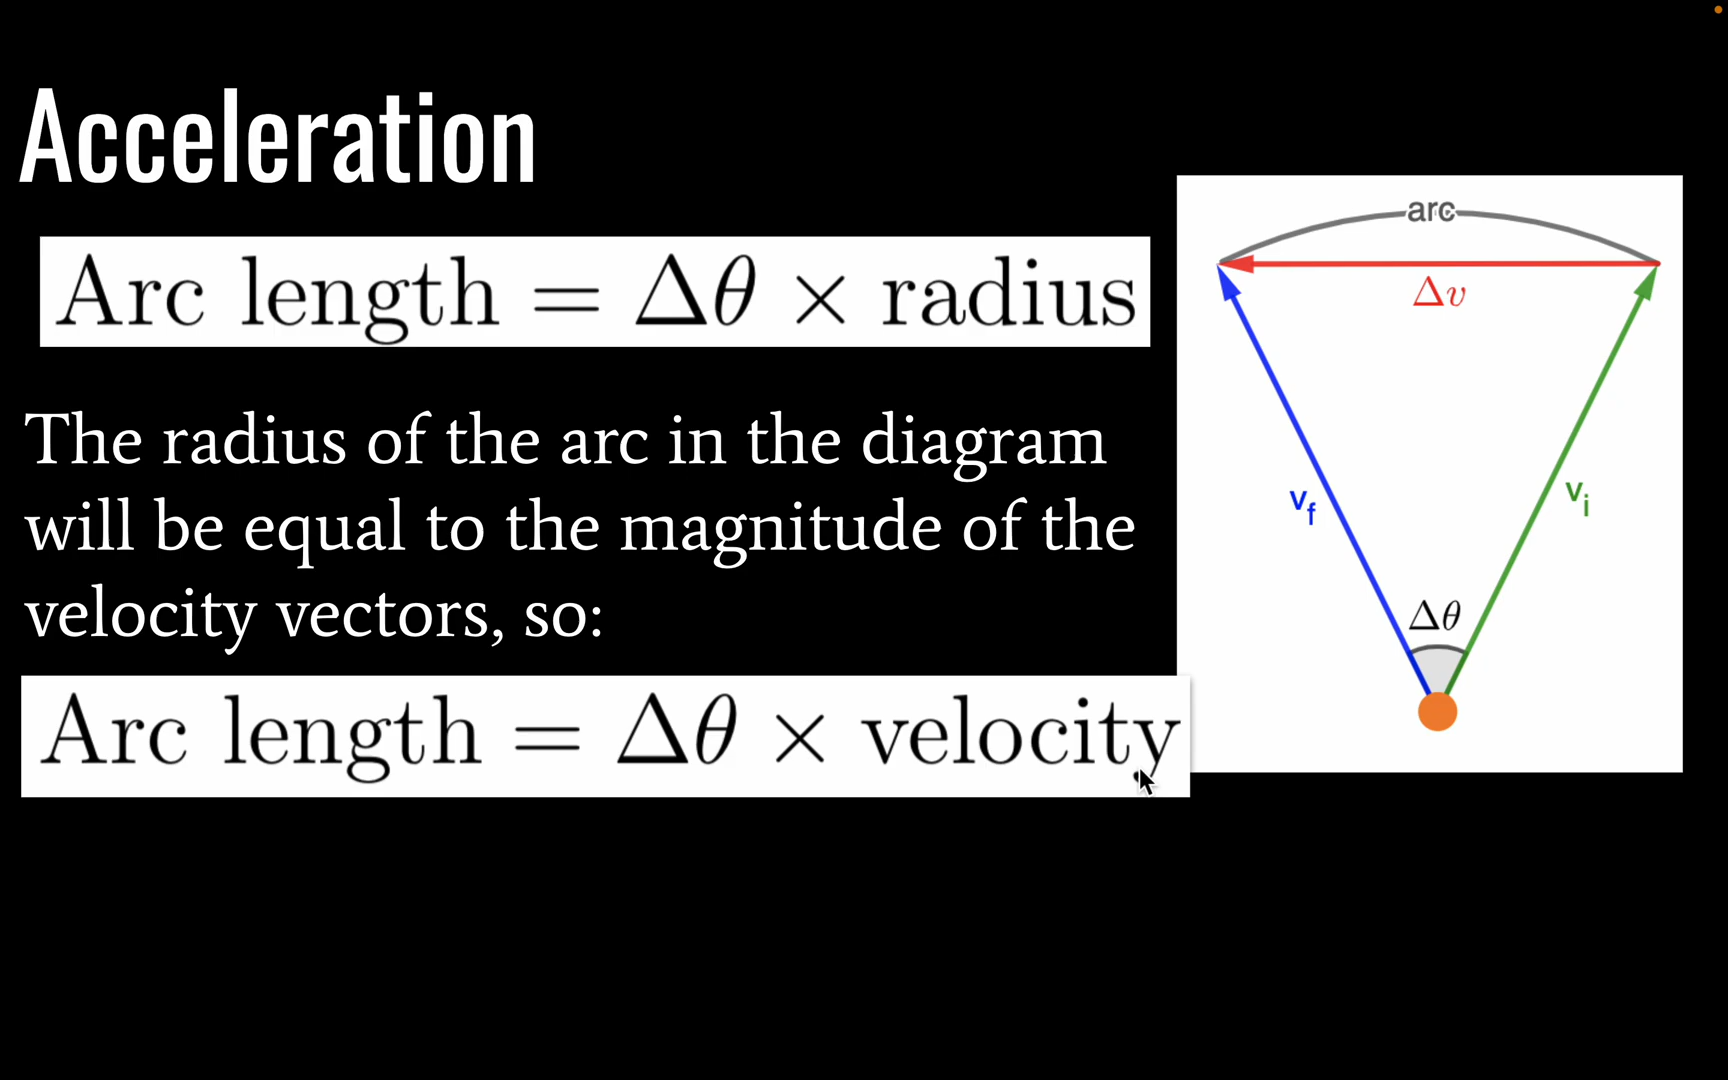 Acceleration
Arc length = Δθ × radius
The radius of the arc in the diagram
will be equal to the magnitude of the
velocity vectors, so:
Arc length = Δθ × velocity
arc
Δv
v_f
v_i
Δθ